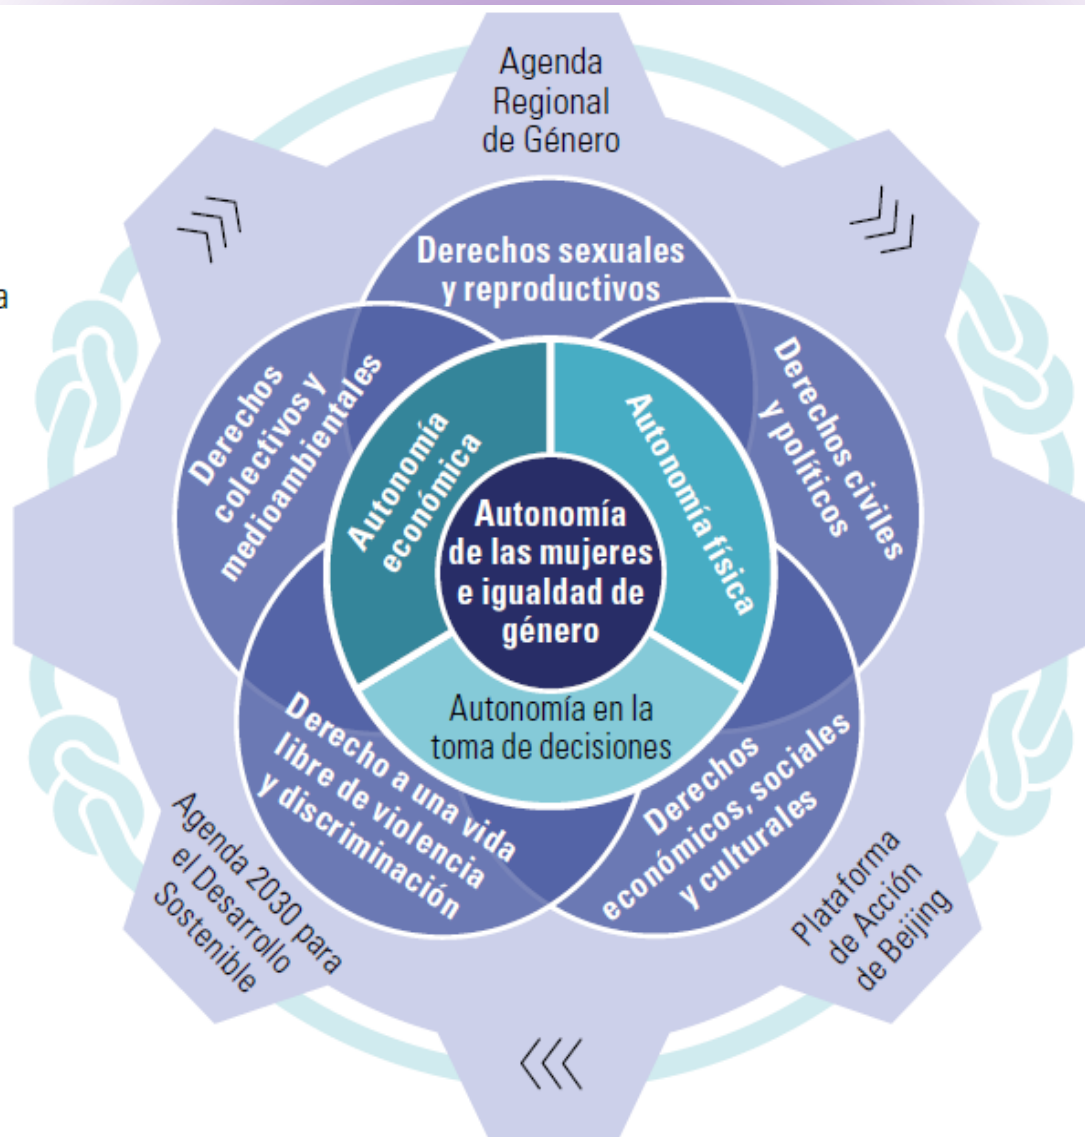 Agenda
Regional
de Género
Derechos sexuales
y reproductivos
a
Derechos
colectivos y
medioambientales
Derechos civiles
y políticos
Autonomía
económica
Autonomía física
Autonomía
de las mujeres
e igualdad de
género
Autonomía en la
toma de decisiones
Derecho a una vida
libre de violencia
y discriminación
Derechos
económicos, sociales
y culturales
Agenda 2030 para
el Desarrollo
Sostenible
Plataforma
de Acción
de Beijing